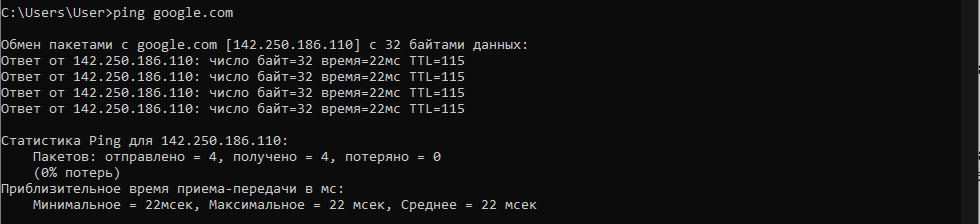 C:\Users\User>ping google.com
Обмен пакетами с google.com [142.250.186.110] с 32 байтами данных:
Ответ от 142.250.186.110: число байт=32 время=22мс TTL=115
Ответ от 142.250.186.110: число байт=32 время=22мс TTL=115
Ответ от 142.250.186.110: число байт=32 время=22мс TTL=115
Ответ от 142.250.186.110: число байт=32 время=22мс TTL=115
Статистика Ping для 142.250.186.110:
Пакетов: отправлено = 4, получено = 4, потеряно = 0
(0% потерь)
Приблизительное время приема-передачи в мс:
Минимальное = 22мсек, Максимальное = 22 мсек, Среднее = 22 мсек